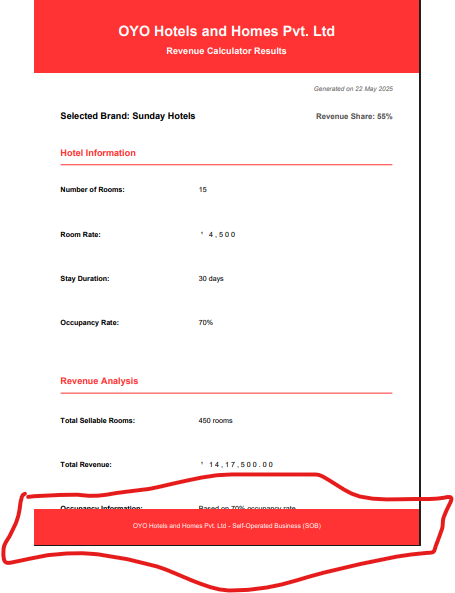 OYO Hotels and Homes Pvt. Ltd
Revenue Calculator Results
Generated on 22 May 2025
Selected Brand: Sunday Hotels Revenue Share: 55%
Hotel Information
Number of Rooms: 15
Room Rate: ¹ 4,500
Stay Duration: 30 days
Occupancy Rate: 70%
Revenue Analysis
Total Sellable Rooms: 450 rooms
Total Revenue: ¹ 14,17,500.00
Occupancy Information: Based on 70% occupancy rate
OYO Hotels and Homes Pvt. Ltd - Self-Operated Business (SOB)